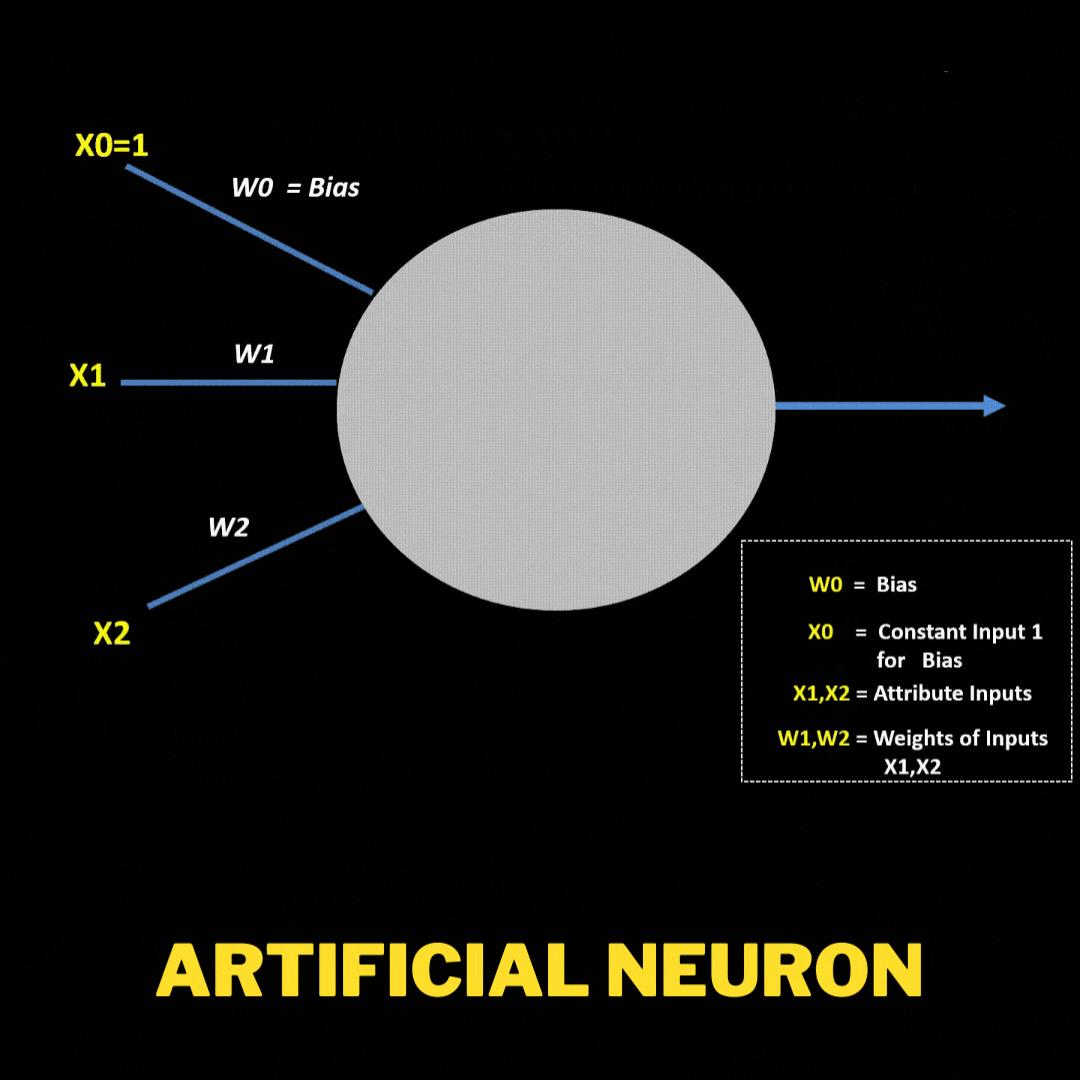 X0=1
W0 = Bias
W1
X1
W2
X2
W0 = Bias
X0 = Constant Input 1
for Bias
X1,X2 = Attribute Inputs
W1,W2 = Weights of Inputs
X1,X2
ARTIFICIAL NEURON